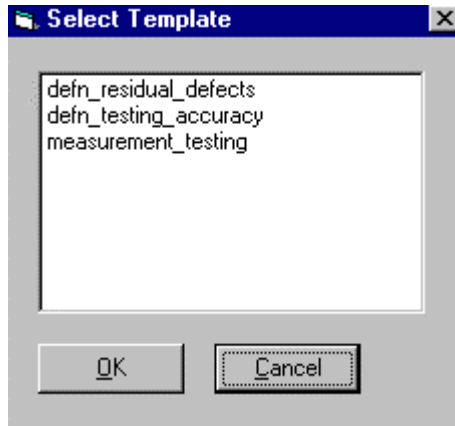 Select Template
defn_residual_defects
defn_testing_accuracy
measurement_testing
OK
Cancel